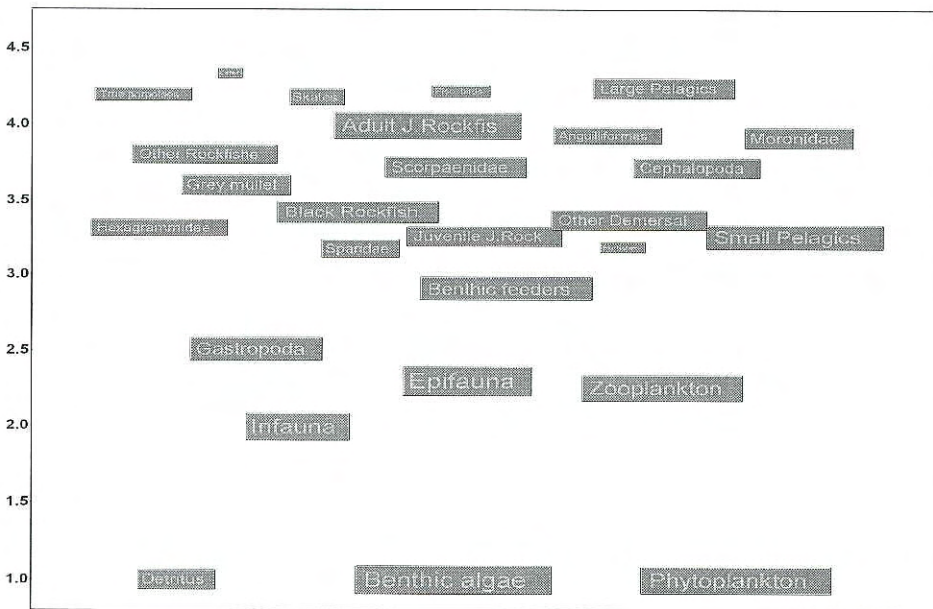 4.5
Skates
Large Pelagics
4.0
Adult J.Rockfis
Anguiliformes
Moronidae
Other Rockfishe
Scorpaenidae
Cephalopoda
Grey mullet
3.5
Black Rockfish
Other Demersal
Hexagrammidae
Juvenile J.Rock
Small Pelagics
Sparidae
3.0
Benthic feeders
2.5
Gastropoda
Epifauna
Zooplankton
2.0
Infauna
1.5
1.0
Detritus
Benthic algae
Phytoplankton